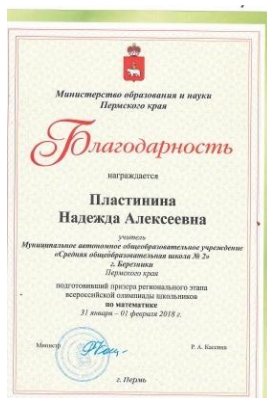 Министерство образования и науки
Пермского края
Благодарность
награждается
Пластинина
Надежда Алексеевна
учитель
Муниципальное автономное общеобразовательное учреждение
«Средняя общеобразовательная школа № 2»
г. Березники
Пермского края
подготовивший призера регионального этапа
всероссийской олимпиады школьников
по математике
31 января – 01 февраля 2018 г.
Министр
Р. А. Кассина
г. Пермь